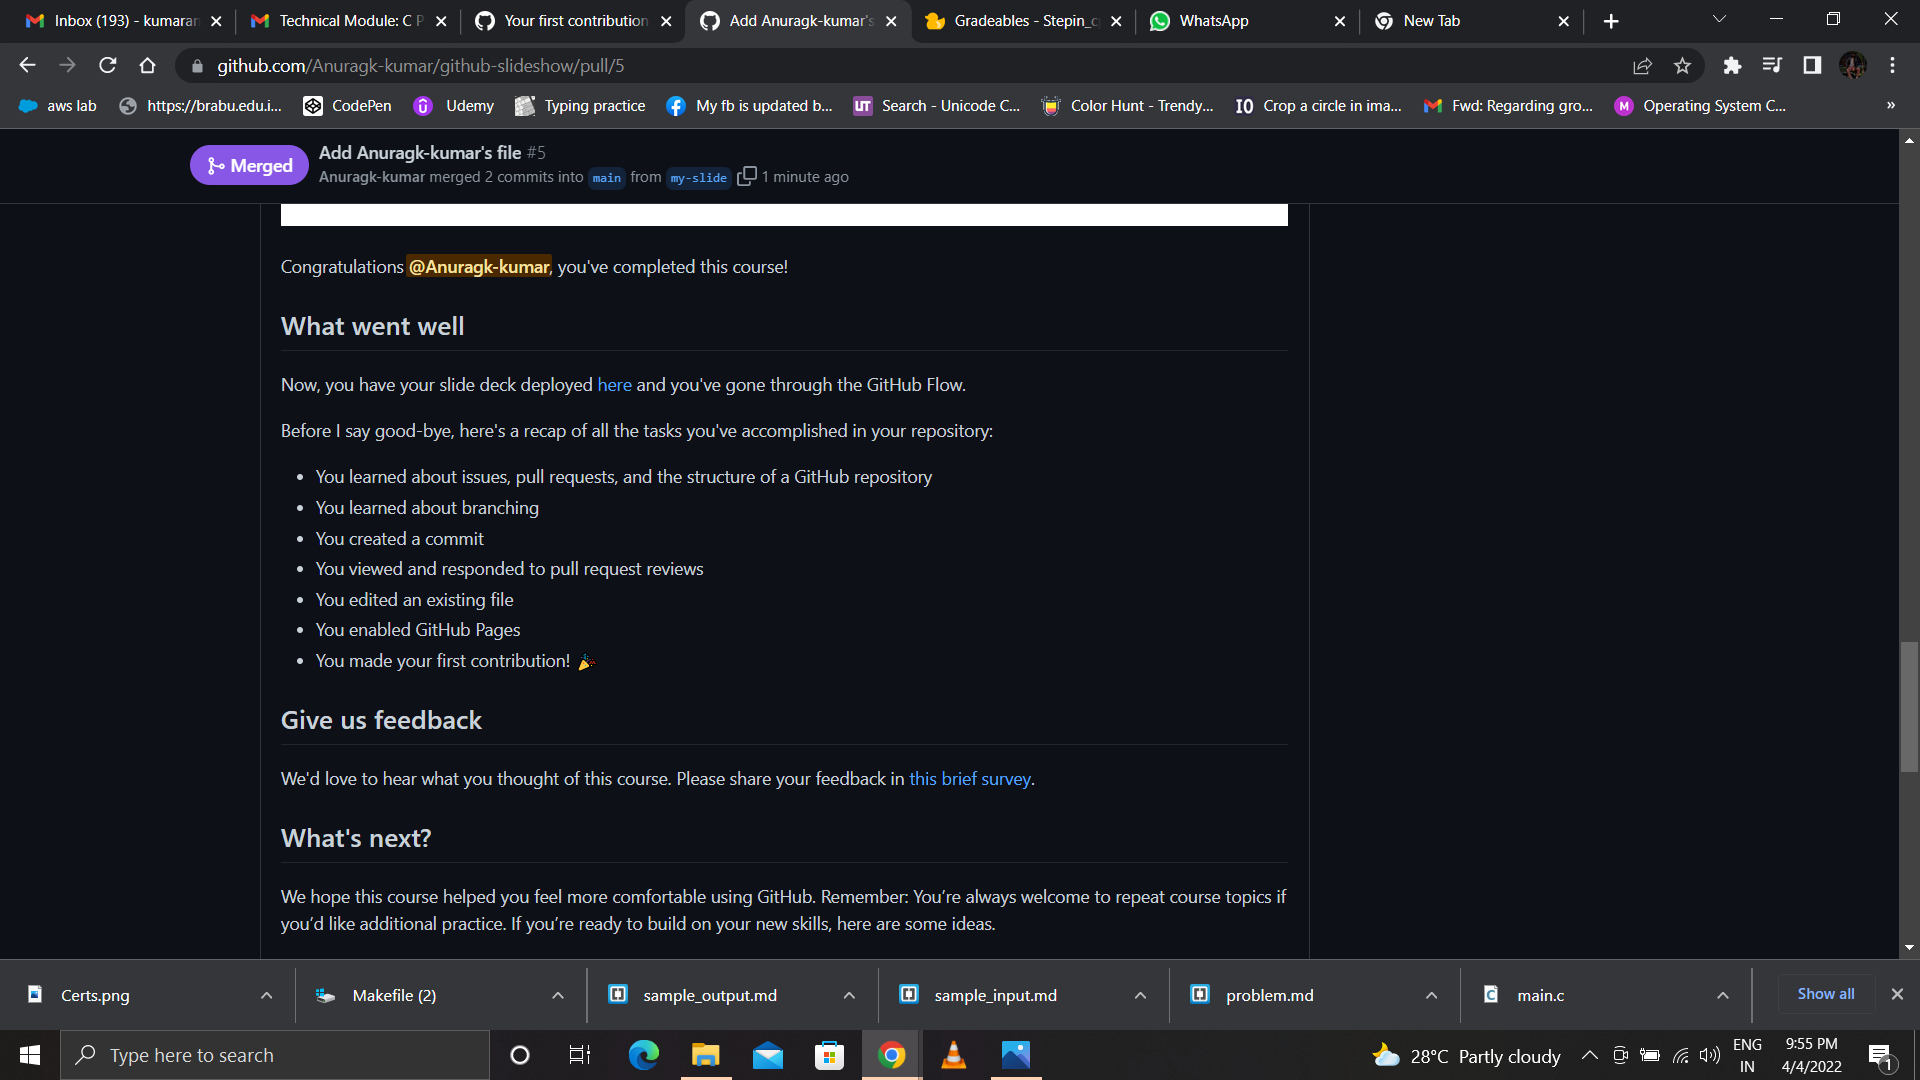 Inbox (193) - kumaran
Technical Module: C P
Your first contribution
Add Anuragk-kumar's
Gradeables - Stepin_c
WhatsApp
New Tab
github.com/Anuragk-kumar/github-slideshow/pull/5
aws lab
https://brabu.edu.i...
CodePen
Udemy
Typing practice
My fb is updated b...
UT Search - Unicode C...
Color Hunt - Trendy...
IO Crop a circle in ima...
Fwd: Regarding gro...
M Operating System C...
»
Merged
Add Anuragk-kumar's file #5
Anuragk-kumar merged 2 commits into main from my-slide 1 minute ago
Congratulations @Anuragk-kumar, you've completed this course!
What went well
Now, you have your slide deck deployed here and you've gone through the GitHub Flow.
Before I say good-bye, here's a recap of all the tasks you've accomplished in your repository:
• You learned about issues, pull requests, and the structure of a GitHub repository
• You learned about branching
• You created a commit
• You viewed and responded to pull request reviews
• You edited an existing file
• You enabled GitHub Pages
• You made your first contribution! 🎉
Give us feedback
We'd love to hear what you thought of this course. Please share your feedback in this brief survey.
What's next?
We hope this course helped you feel more comfortable using GitHub. Remember: You’re always welcome to repeat course topics if
you’d like additional practice. If you’re ready to build on your new skills, here are some ideas.
Certs.png
Makefile (2)
sample_output.md
sample_input.md
problem.md
main.c
Show all
Type here to search
28°C Partly cloudy
ENG
IN
9:55 PM
4/4/2022
1